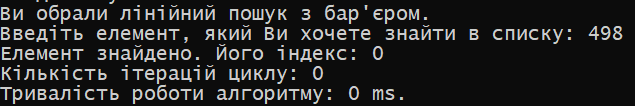 Ви обрали лінійний пошук з бар'єром.
Введіть елемент, який Ви хочете знайти в списку: 498
Елемент знайдено. Його індекс: 0
Кількість ітерацій циклу: 0
Тривалість роботи алгоритму: 0 ms.